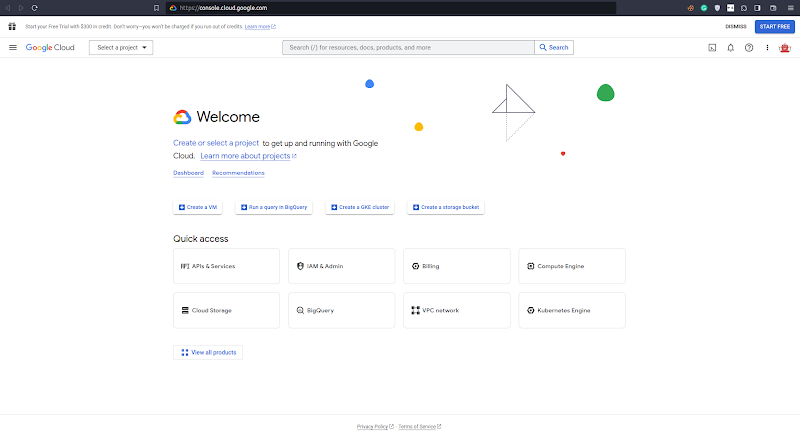 https://console.cloud.google.com
Start your Free Trial with $300 in credit. Don't worry—you won't be charged if you run out of credits. Learn more
DISMISS
START FREE
Google Cloud
Select a project
Search (/) for resources, docs, products, and more
Search
Welcome
Create or select a project to get up and running with Google
Cloud. Learn more about projects
Dashboard
Recommendations
Create a VM
Run a query in BigQuery
Create a GKE cluster
Create a storage bucket
Quick access
API APIs & Services
IAM & Admin
Billing
Compute Engine
Cloud Storage
BigQuery
VPC network
Kubernetes Engine
View all products
Privacy Policy
Terms of Service